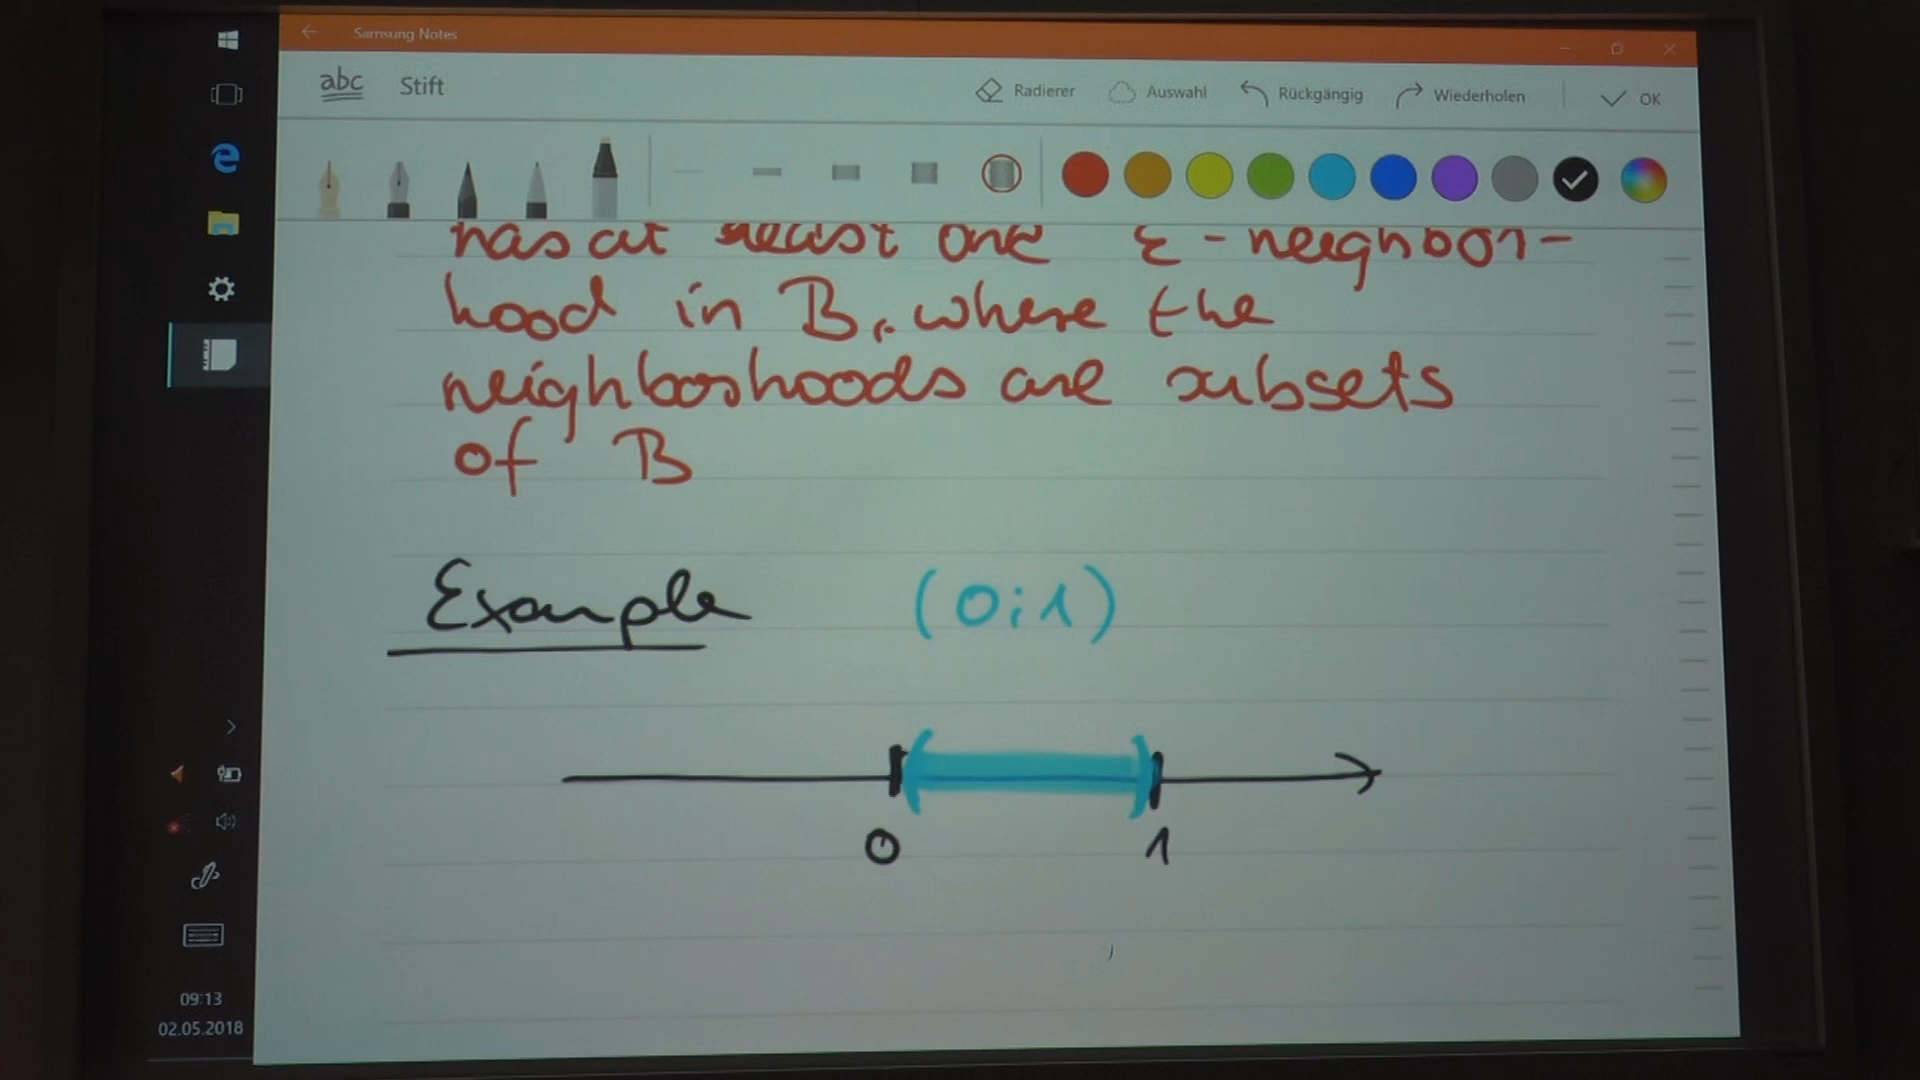 Samsung Notes
abc Stift Radierer Auswahl Rückgängig Wiederholen OK
has at least one ε-neighbor-
hood in B, where the
neighborhoods are subsets
of B
Example (0;1)
0 1
09:13
02.05.2018